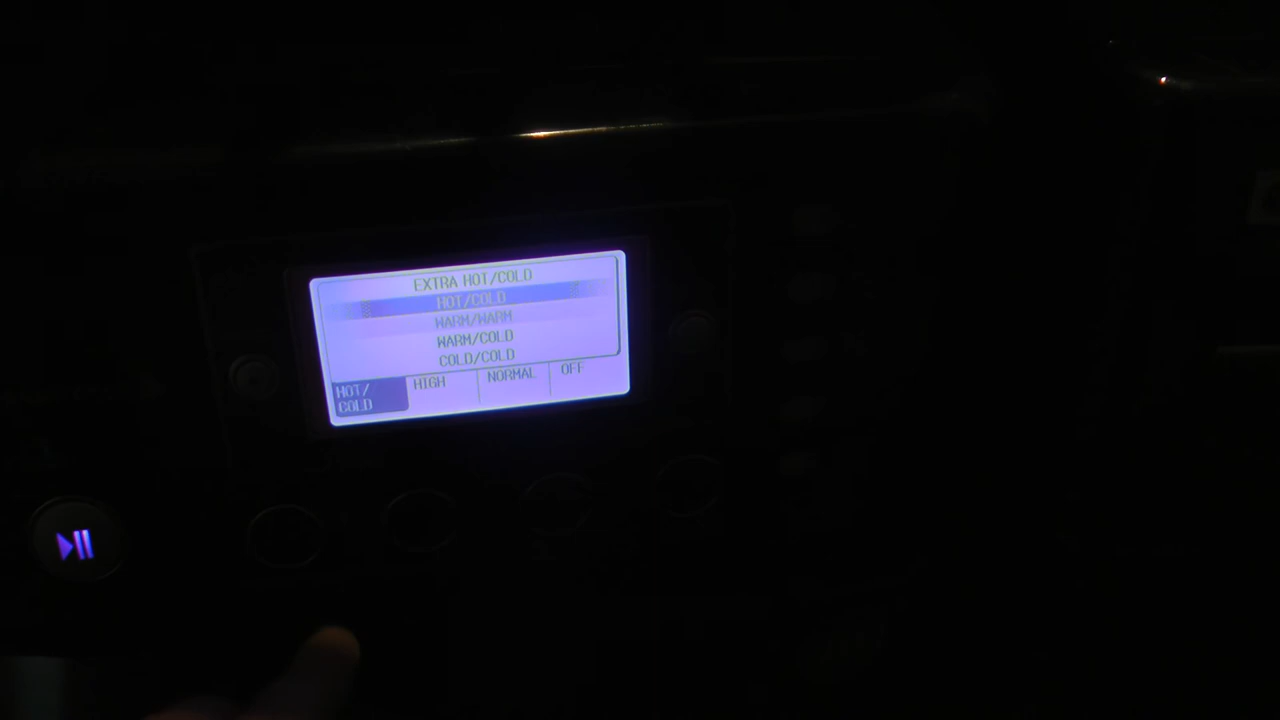 EXTRA HOT/COLD
HOT/COLD
WARM/WARM
WARM/COLD
COLD/COLD
HOT/ HIGH NORMAL OFF
COLD